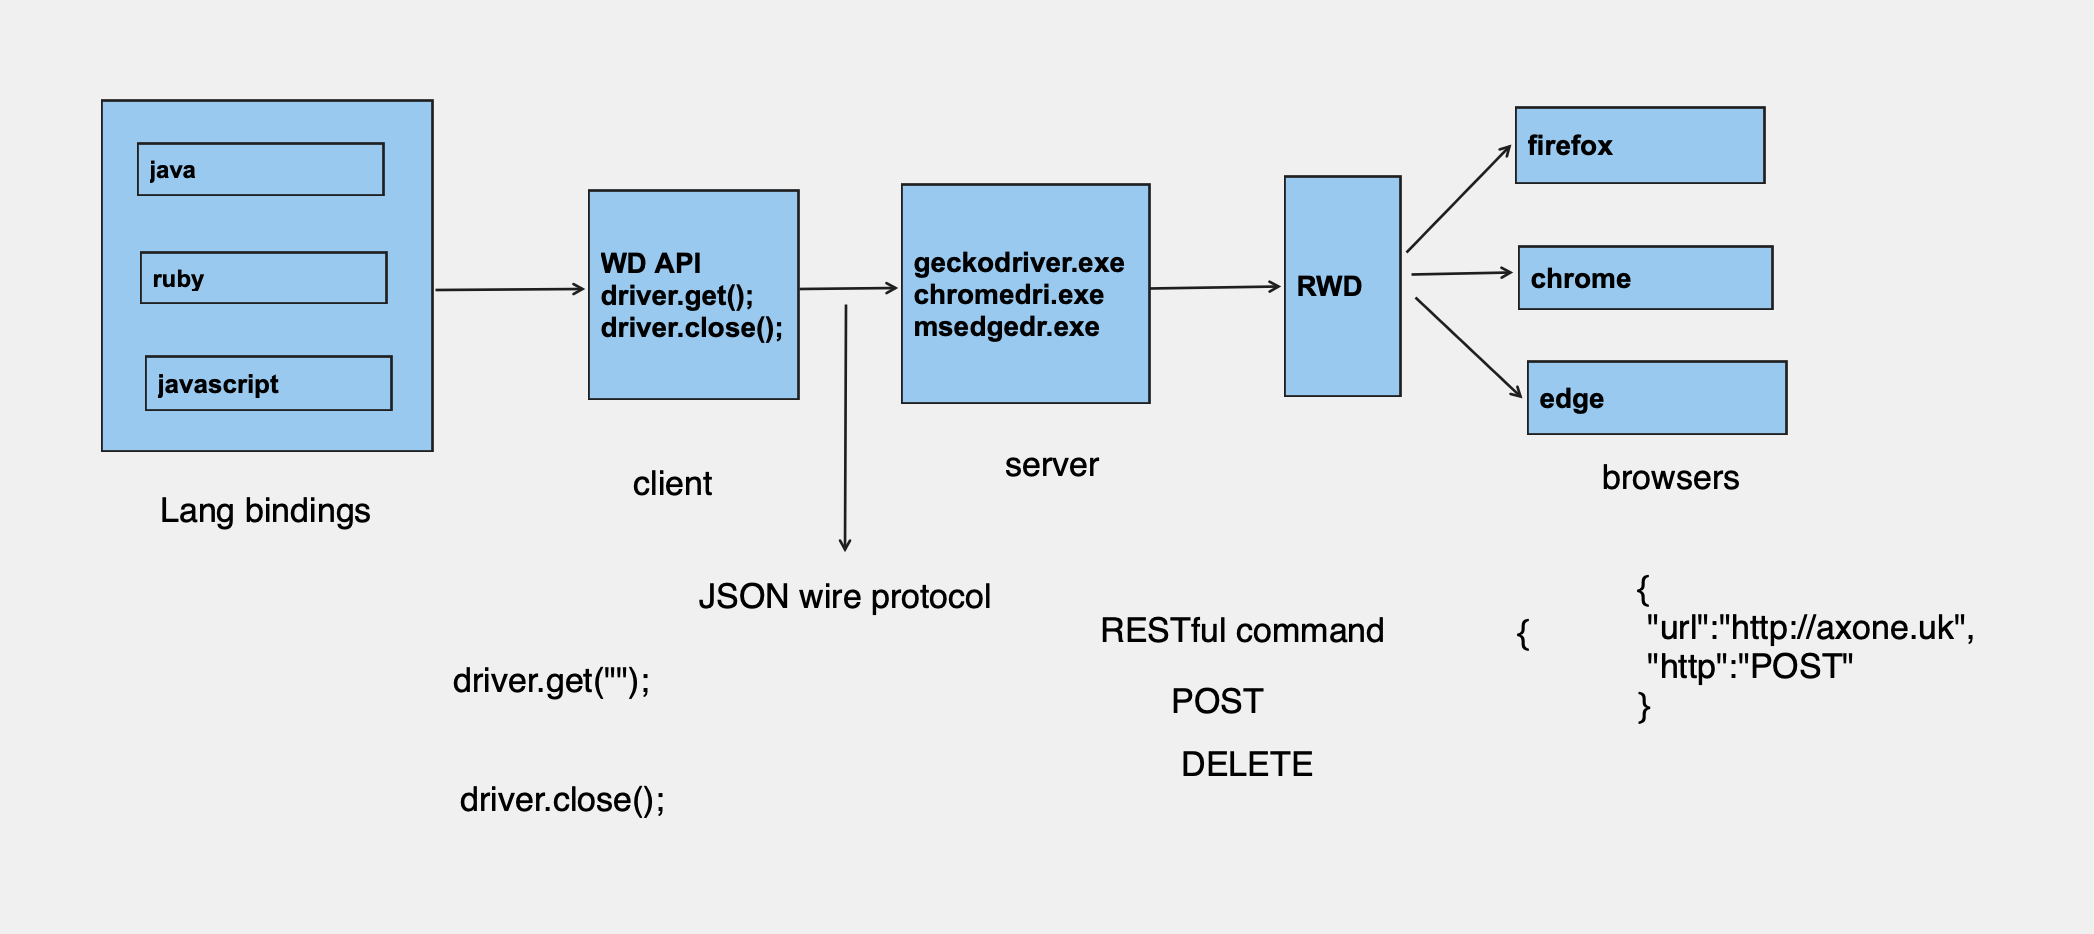 java
ruby
javascript
Lang bindings
WD API
driver.get();
driver.close();
client
geckodriver.exe
chromedri.exe
msedgedr.exe
server
RWD
firefox
chrome
edge
browsers
JSON wire protocol
driver.get("");
driver.close();
RESTful command
POST
DELETE
{
{
"url":"http://axone.uk",
"http":"POST"
}